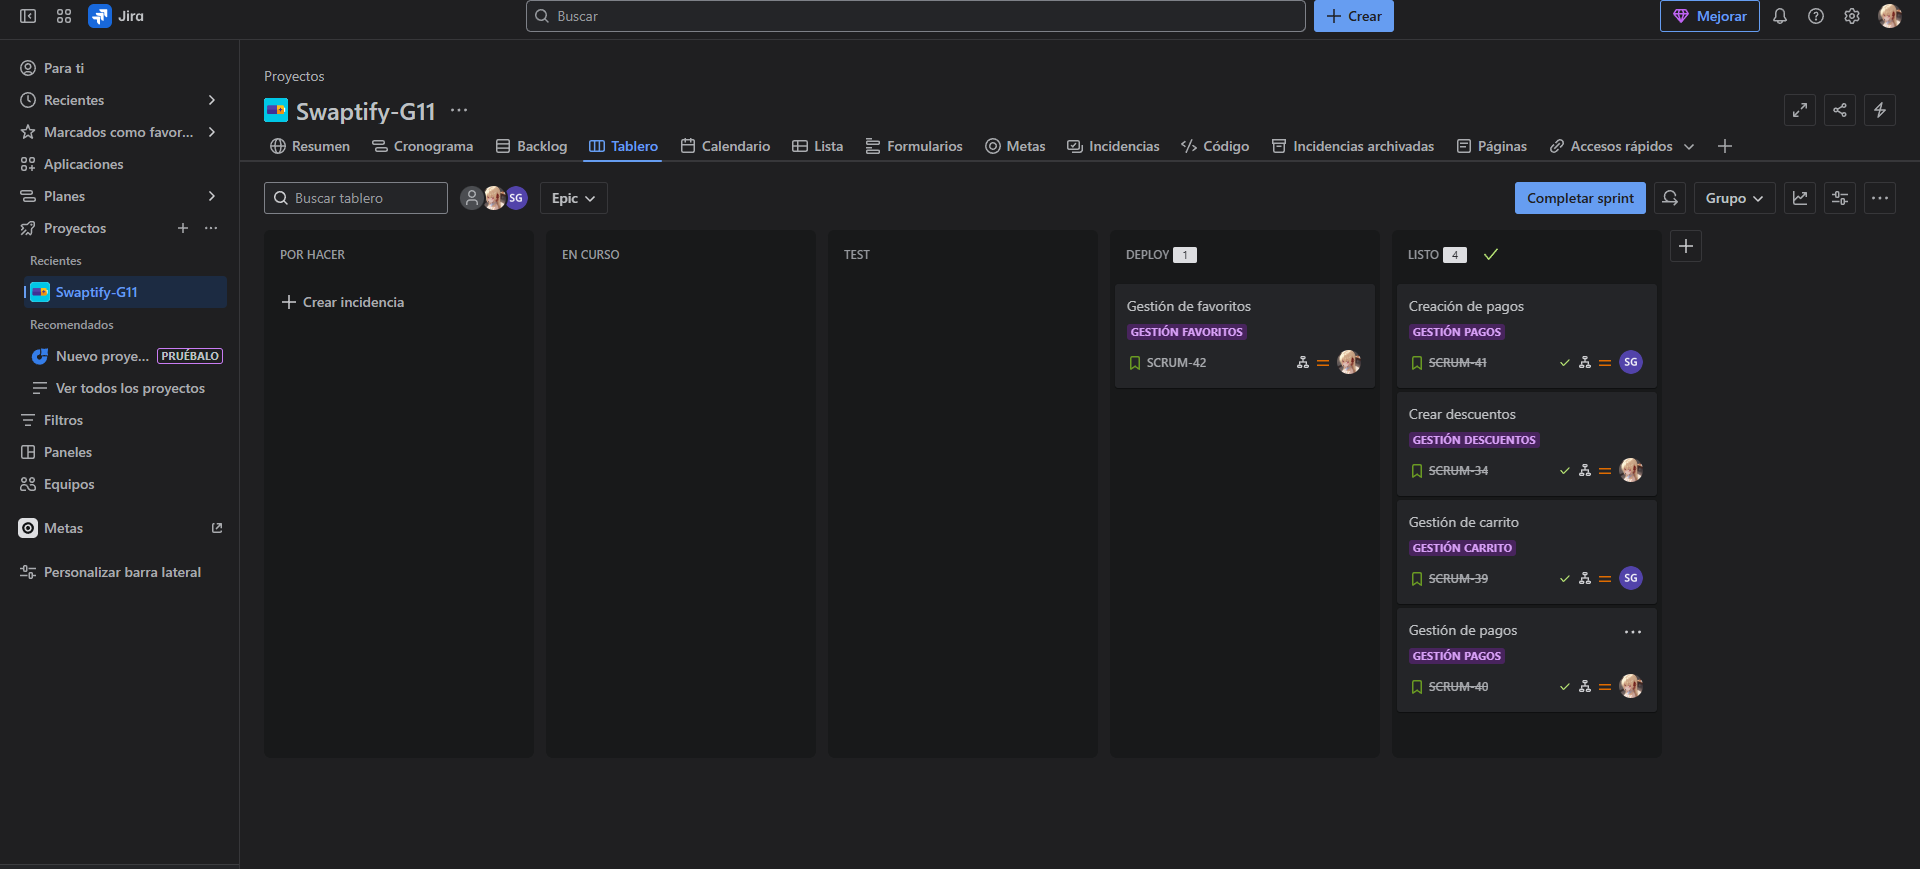 Jira
Buscar
Crear
Mejorar
Para ti
Recientes
Marcados como favor...
Aplicaciones
Planes
Proyectos
Recientes
Swaptify-G11
Recomendados
Nuevo proye... PRUÉBALO
Ver todos los proyectos
Filtros
Paneles
Equipos
Metas
Personalizar barra lateral
Proyectos
Swaptify-G11
Resumen Cronograma Backlog Tablero Calendario Lista Formularios Metas Incidencias Código Incidencias archivadas Páginas Accesos rápidos
Buscar tablero SG Epic Completar sprint Grupo
POR HACER
Crear incidencia
EN CURSO
TEST
DEPLOY 1
Gestión de favoritos
GESTIÓN FAVORITOS
SCRUM-42
LISTO 4
Creación de pagos
GESTIÓN PAGOS
SCRUM-41 SG
Crear descuentos
GESTIÓN DESCUENTOS
SCRUM-34
Gestión de carrito
GESTIÓN CARRITO
SCRUM-39 SG
Gestión de pagos
GESTIÓN PAGOS
SCRUM-40